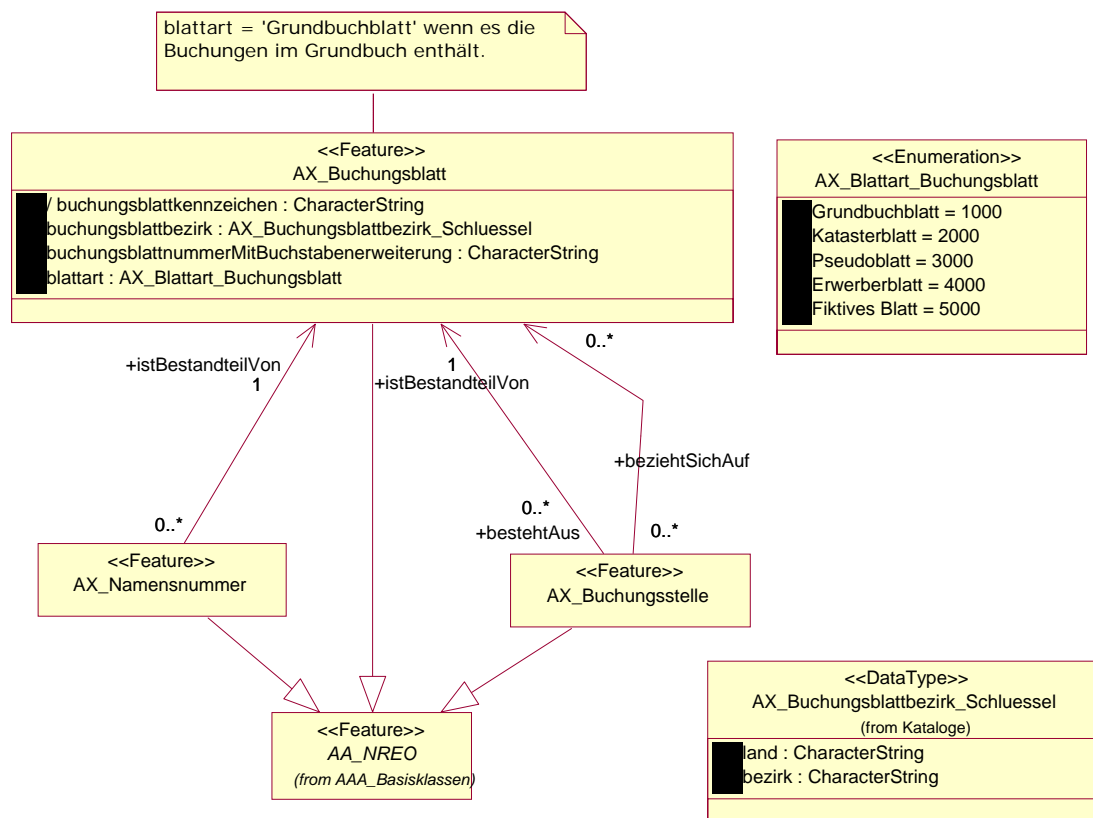 blattart = 'Grundbuchblatt' wenn es die
Buchungen im Grundbuch enthält.
<<Feature>>
AX_Buchungsblatt
/ buchungsblattkennzeichen : CharacterString
buchungsblattbezirk : AX_Buchungsblattbezirk_Schluessel
buchungsblattnummerMitBuchstabenerweiterung : CharacterString
blattart : AX_Blattart_Buchungsblatt
<<Enumeration>>
AX_Blattart_Buchungsblatt
Grundbuchblatt = 1000
Katasterblatt = 2000
Pseudoblatt = 3000
Erwerberblatt = 4000
Fiktives Blatt = 5000
+istBestandteilVon
1
+istBestandteilVon
1
0..*
+beziehtSichAuf
0..*
0..*
+bestehtAus
0..*
<<Feature>>
AX_Namensnummer
<<Feature>>
AX_Buchungsstelle
<<Feature>>
AA_NREO
(from AAA_Basisklassen)
<<DataType>>
AX_Buchungsblattbezirk_Schluessel
(from Kataloge)
land : CharacterString
bezirk : CharacterString